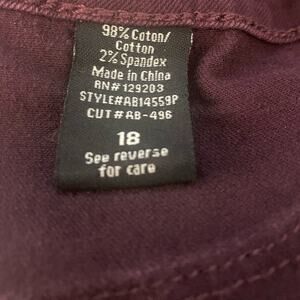 98% Coton/
Cotton
2% Spandex
Made in China
RN#129203
STYLE#AB14559P
CUT#AB-496
18
See reverse
for care